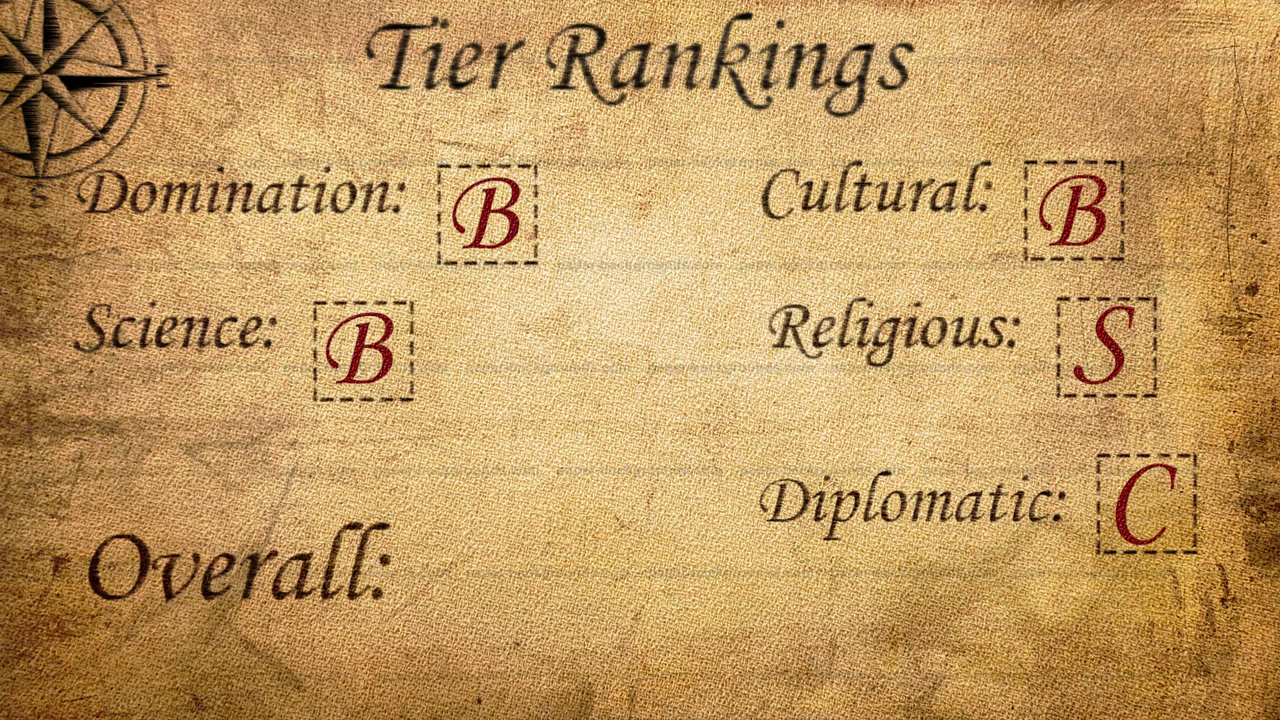 Tier Rankings
Domination: B
Cultural: B
Science: B
Religious: S
Diplomatic: C
Overall:
E
S